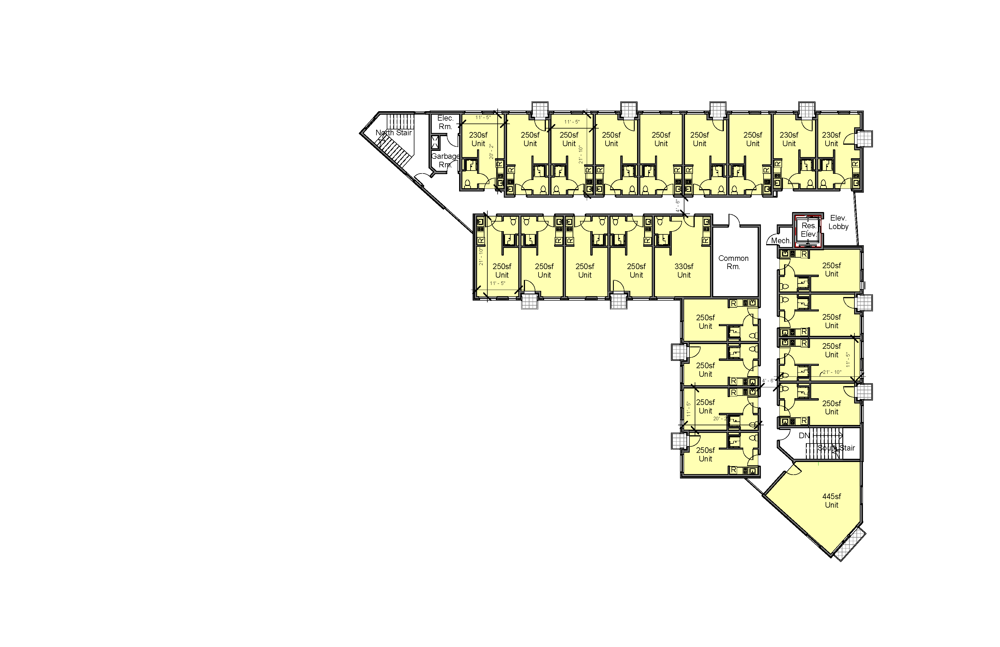 Elec.
Rm.
North Stair
Garbage
Rm.
11' - 5"
230sf
Unit
20' - 2"
250sf
Unit
11' - 5"
250sf
Unit
21' - 10"
250sf
Unit
250sf
Unit
250sf
Unit
250sf
Unit
230sf
Unit
230sf
Unit
R
R
R
R
R
R
R
R
R
4' - 6"
R
R
R
R
R
21' - 10"
250sf
Unit
11' - 5"
250sf
Unit
250sf
Unit
250sf
Unit
330sf
Unit
Common
Rm.
Mech.
Res.
Elev.
Elev.
Lobby
R
250sf
Unit
R
250sf
Unit
R
250sf
Unit
R
250sf
Unit
R
250sf
Unit
11' - 5"
21' - 10"
R
4' - 6"
R
250sf
Unit
11' - 5"
20' - 2
250sf
Unit
R
250sf
Unit
R
DN
South Stair
445sf
Unit